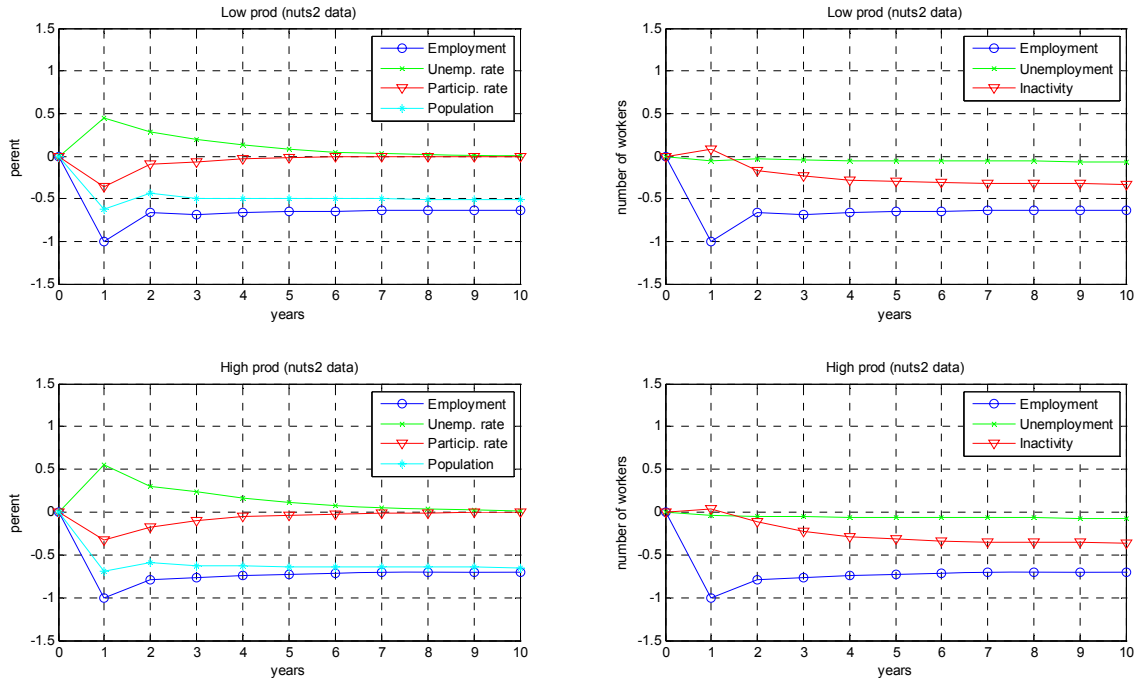 Low prod (nuts2 data)
1.5
1
0.5
0
-0.5
-1
-1.5
perent
0 1 2 3 4 5 6 7 8 9 10
years
Employment
Unemp. rate
Particip. rate
Population
Low prod (nuts2 data)
1.5
1
0.5
0
-0.5
-1
-1.5
number of workers
0 1 2 3 4 5 6 7 8 9 10
years
Employment
Unemployment
Inactivity
High prod (nuts2 data)
1.5
1
0.5
0
-0.5
-1
-1.5
perent
0 1 2 3 4 5 6 7 8 9 10
years
Employment
Unemp. rate
Particip. rate
Population
High prod (nuts2 data)
1.5
1
0.5
0
-0.5
-1
-1.5
number of workers
0 1 2 3 4 5 6 7 8 9 10
years
Employment
Unemployment
Inactivity